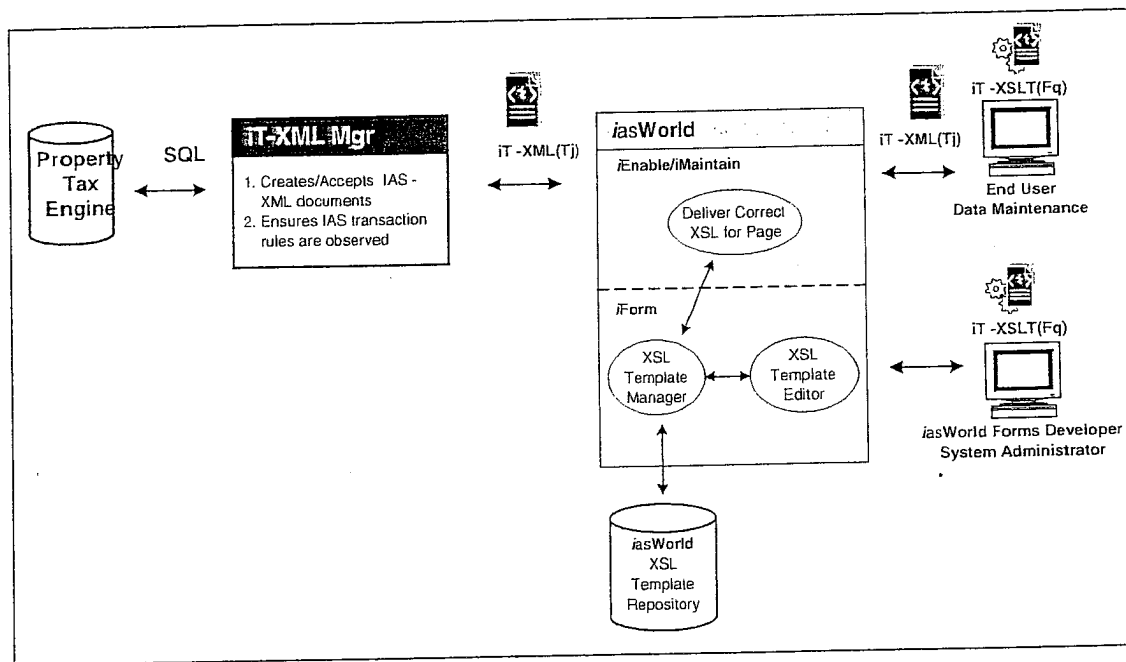 Property
Tax
Engine
SQL
iT-XML Mgr
1. Creates/Accepts IAS -
XML documents
2. Ensures IAS transaction
rules are observed
iT -XML(Tj)
iasWorld
iEnable/iMaintain
Deliver Correct
XSL for Page
iForm
XSL
Template
Manager
XSL
Template
Editor
iasWorld
XSL
Template
Repository
iT -XML(Tj)
iT -XSLT(Fq)
End User
Data Maintenance
iT -XSLT(Fq)
iasWorld Forms Developer
System Administrator